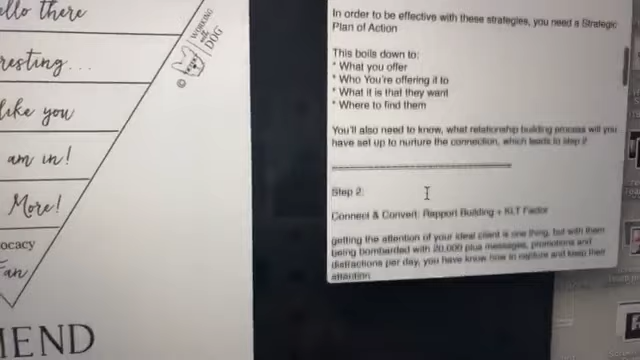 ello there
resting...
like you
am in!
More!
ocacy
Fan
IEND
© WORKING with DOG
In order to be effective with these strategies, you need a Strategic
Plan of Action
This boils down to:
* What you offer
* Who You're offering it to
* What it is that they want
* Where to find them
You'll also need to know, what relationship building process will you
have set up to nurture the connection, which leads to step 2
Step 2:
Connect & Convert: Rapport Building + KLT Factor
getting the attention of your ideal client is one thing, but with them
being bombarded with 20,000 plus messages, promotions and
distractions per day, you have know how to capture and keep their
attention.